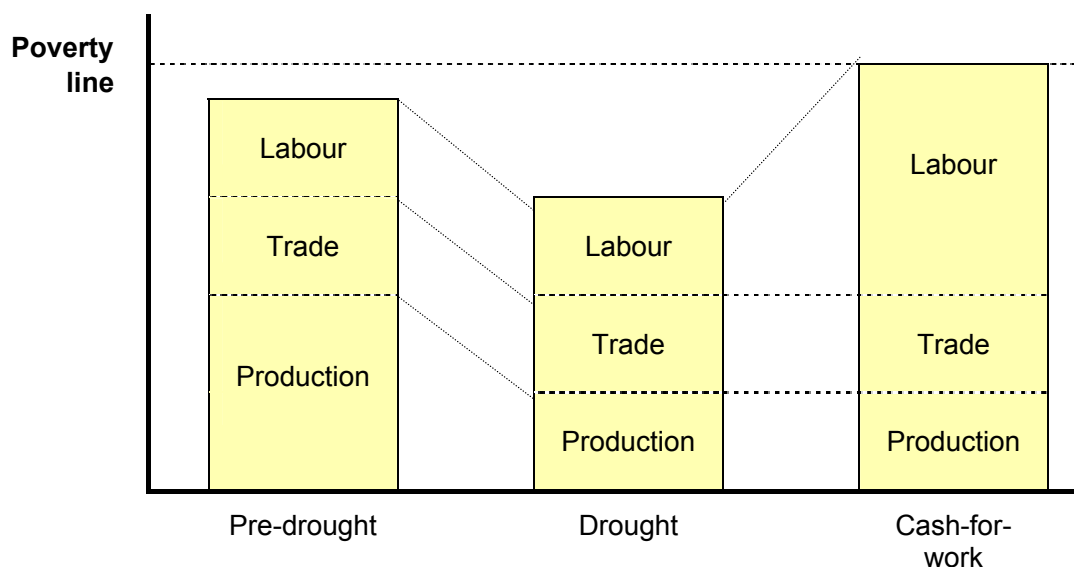 Poverty
line
Labour
Trade
Production
Labour
Trade
Production
Labour
Trade
Production
Pre-drought
Drought
Cash-for-
work